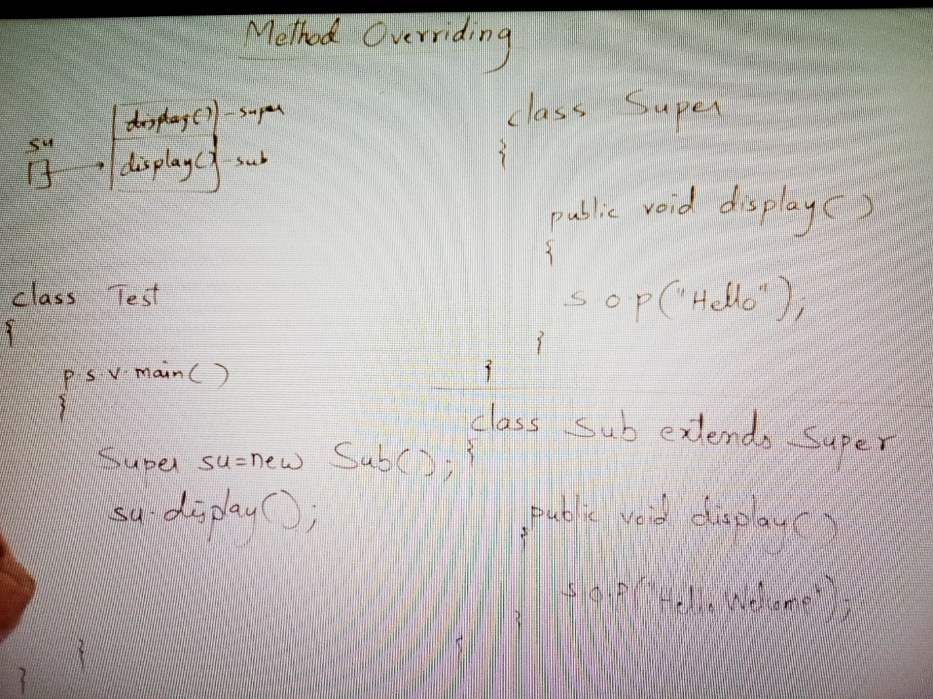 Method Overriding
su
display() - super
display() - sub
class Test
{
p.s.v.main()
{
Super su=new Sub();
su.display();
}
}
class Super
{
public void display()
{
s o p("Hello");
}
}
class Sub extends Super
{
public void display()
{
s o p("Hello Welcome");
}
}